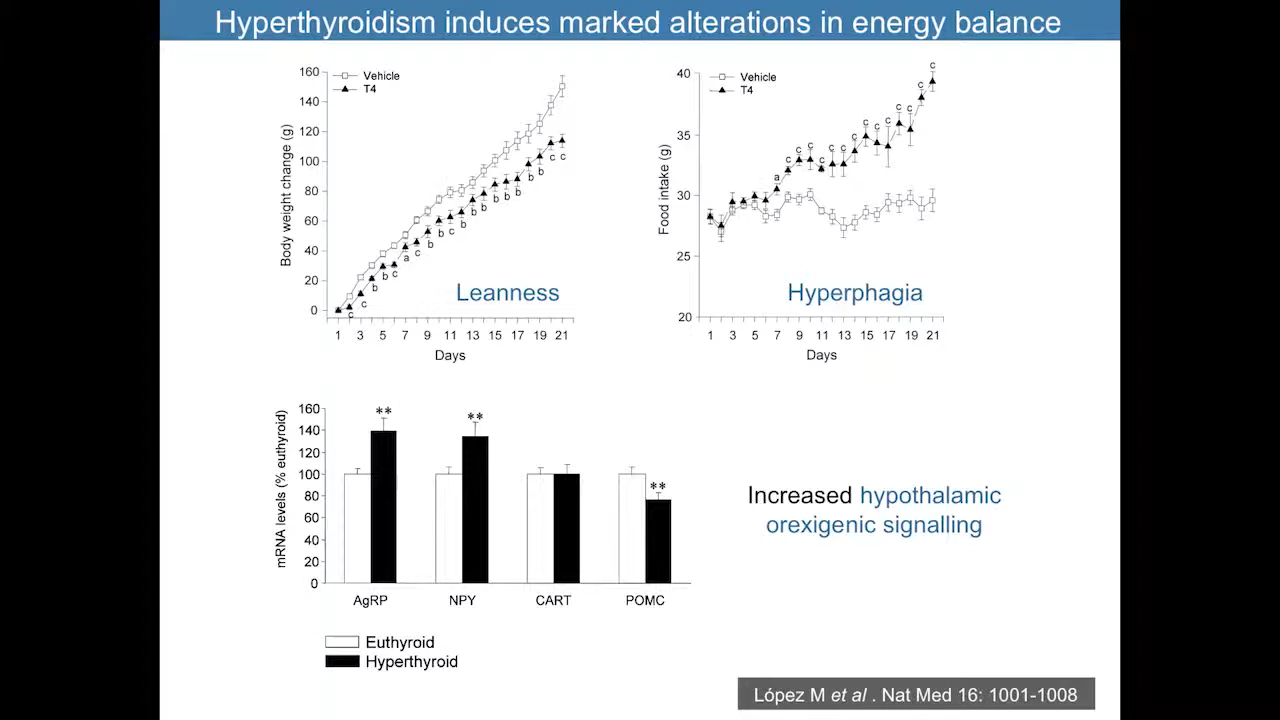 Hyperthyroidism induces marked alterations in energy balance
160
140
120
100
80
60
40
20
0
Body weight change (g)
Vehicle
T4
c
c
b
b
c
a
c
b
b
c
b
b
b
b
b
b
b
b
c
c
Leanness
1 3 5 7 9 11 13 15 17 19 21
Days
40
35
30
25
20
Food intake (g)
Vehicle
T4
a
c
c
c
c
c
c
c
c
c
c
c
c
c
c
Hyperphagia
1 3 5 7 9 11 13 15 17 19 21
Days
160
140
120
100
80
60
40
20
0
mRNA levels (% euthyroid)
**
**
**
AgRP NPY CART POMC
Euthyroid
Hyperthyroid
Increased hypothalamic
orexigenic signalling
López M et al . Nat Med 16: 1001-1008